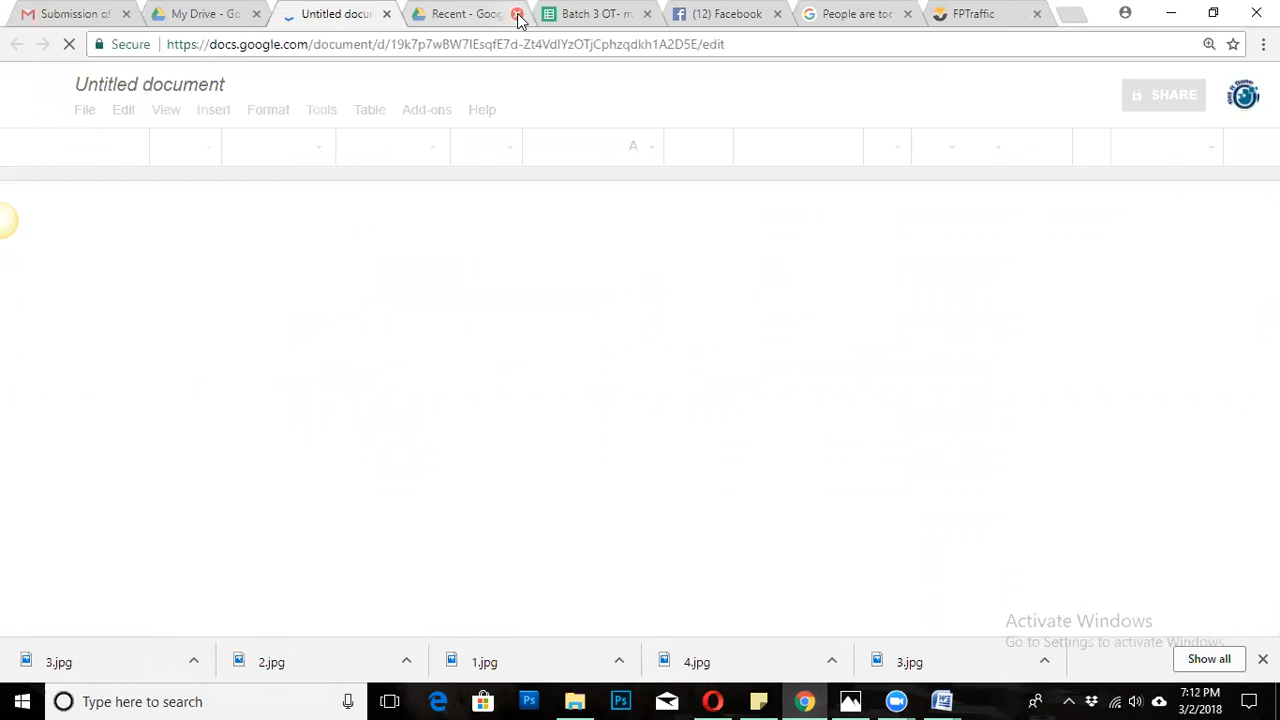 Submission of
My Drive - Go
Untitled docu
Recent - Goog
Batch 3 OT- m
(12) Facebook
People are too
FPTraffic
Secure
https://docs.google.com/document/d/19k7p7wBW7IEsqfE7d-Zt4VdIYzOTjCphzqdkh1A2D5E/edit
Untitled document
File Edit View Insert Format Tools Table Add-ons Help
SHARE
A
Activate Windows
Go to Settings to activate Windows.
3.jpg
2.jpg
1.jpg
4.jpg
3.jpg
Show all
Type here to search
7:12 PM
3/2/2018